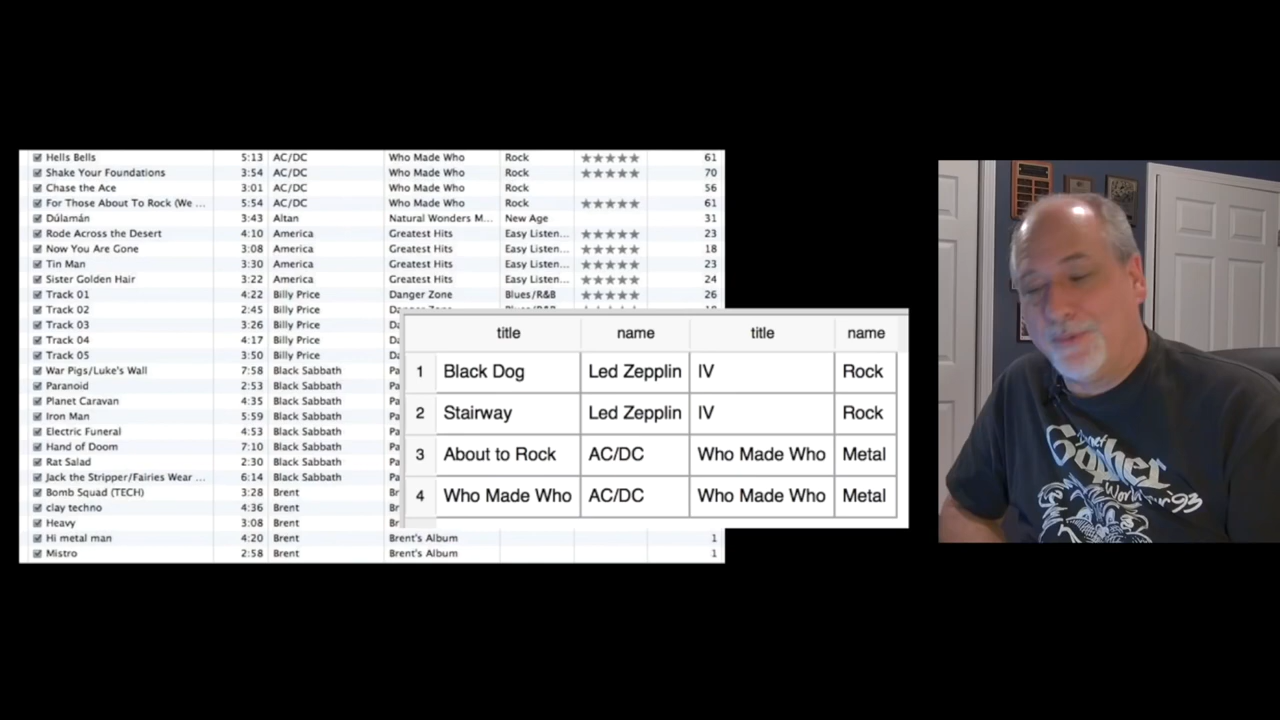 Hells Bells 5:13 AC/DC Who Made Who Rock ★★★★★ 61
Shake Your Foundations 3:54 AC/DC Who Made Who Rock ★★★★★ 70
Chase the Ace 3:01 AC/DC Who Made Who Rock 56
For Those About To Rock (We ... 5:54 AC/DC Who Made Who Rock ★★★★★ 61
Dúlamán 3:43 Altan Natural Wonders M... New Age 31
Rode Across the Desert 4:10 America Greatest Hits Easy Listen... ★★★★★ 23
Now You Are Gone 3:08 America Greatest Hits Easy Listen... ★★★★★ 18
Tin Man 3:30 America Greatest Hits Easy Listen... ★★★★★ 23
Sister Golden Hair 3:22 America Greatest Hits Easy Listen... ★★★★★ 24
Track 01 4:22 Billy Price Danger Zone Blues/R&B ★★★★★ 26
Track 02 2:45 Billy Price
Track 03 3:26 Billy Price
Track 04 4:17 Billy Price
Track 05 3:50 Billy Price
War Pigs/Luke's Wall 7:58 Black Sabbath Pa
Paranoid 2:53 Black Sabbath Pa
Planet Caravan 4:35 Black Sabbath Pa
Iron Man 5:59 Black Sabbath Pa
Electric Funeral 4:53 Black Sabbath Pa
Hand of Doom 7:10 Black Sabbath Pa
Rat Salad 2:30 Black Sabbath Pa
Jack the Stripper/Fairies Wear ... 6:14 Black Sabbath Pa
Bomb Squad (TECH) 3:28 Brent Br
clay techno 4:36 Brent Br
Heavy 3:08 Brent Br
Hi metal man 4:20 Brent Brent's Album 1
Mistro 2:58 Brent Brent's Album 1
title name title name
1 Black Dog Led Zepplin IV Rock
2 Stairway Led Zepplin IV Rock
3 About to Rock AC/DC Who Made Who Metal
4 Who Made Who AC/DC Who Made Who Metal
Gopher
'93